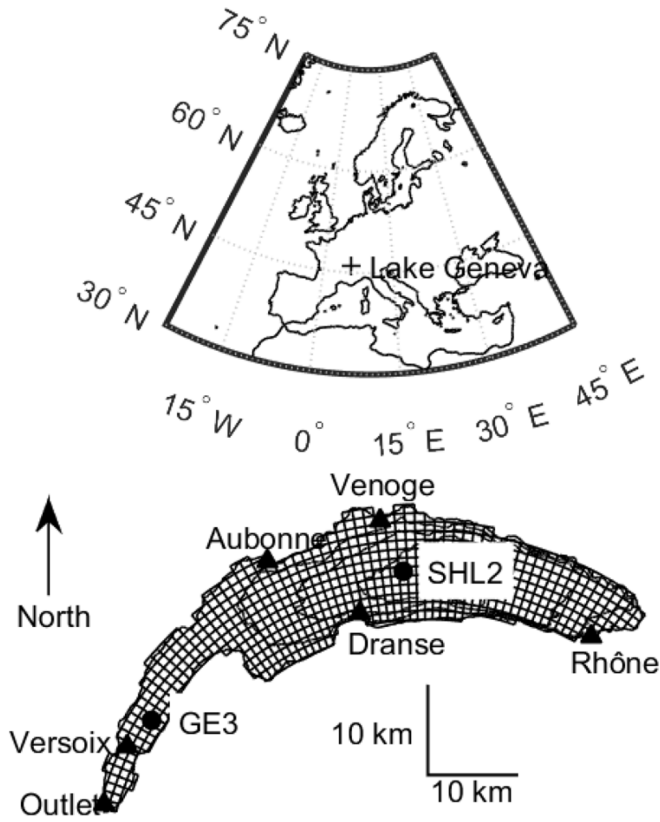 75°N
60°N
45°N
30°N
Lake Geneva
15°W
0°
15°E
30°E
45°E
Venoge
Aubonne
SHL2
North
Dranse
Rhône
GE3
Versoix
10 km
10 km
Outlet